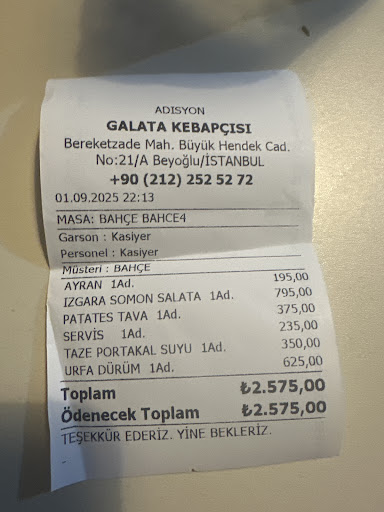 ADISYON
GALATA KEBAPÇISI
Bereketzade Mah. Büyük Hendek Cad.
No:21/A Beyoğlu/İSTANBUL
+90 (212) 252 52 72
01.09.2025 22:13
MASA: BAHÇE BAHCE4
Garson : Kasiyer
Personel : Kasiyer
Müsteri : BAHÇE
AYRAN 1Ad. 195,00
IZGARA SOMON SALATA 1Ad. 795,00
PATATES TAVA 1Ad. 375,00
SERVİS 1Ad. 235,00
TAZE PORTAKAL SUYU 1Ad. 350,00
URFA DÜRÜM 1Ad. 625,00
Toplam ₺2.575,00
Ödenecek Toplam ₺2.575,00
TEŞEKKÜR EDERİZ. YİNE BEKLERİZ.